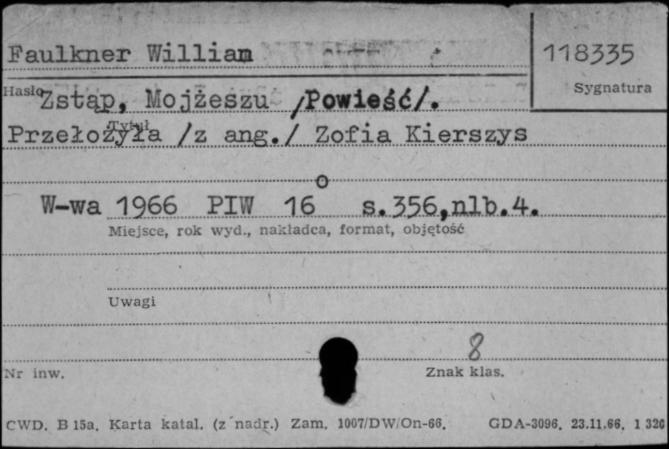 Faulkner William
118335
Hasło
Sygnatura
Zstąp, Mojżeszu /Powieść/.
Tytuł
Przełożyła /z ang./ Zofia Kierszys
W-wa 1966 PIW 16° s.356,nlb.4.
Miejsce, rok wyd., nakładca, format, objętość
Uwagi
8
Nr inw.
Znak klas.
CWD. B 15a. Karta katal. (z nadr.) Zam. 1007/DW/On-66. GDA-3096. 23.11.66. 1 320